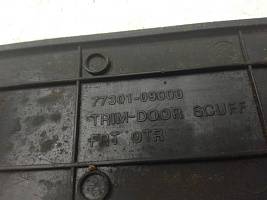 77301-09000
TRIM-DOOR SCUFF
FRT OTR